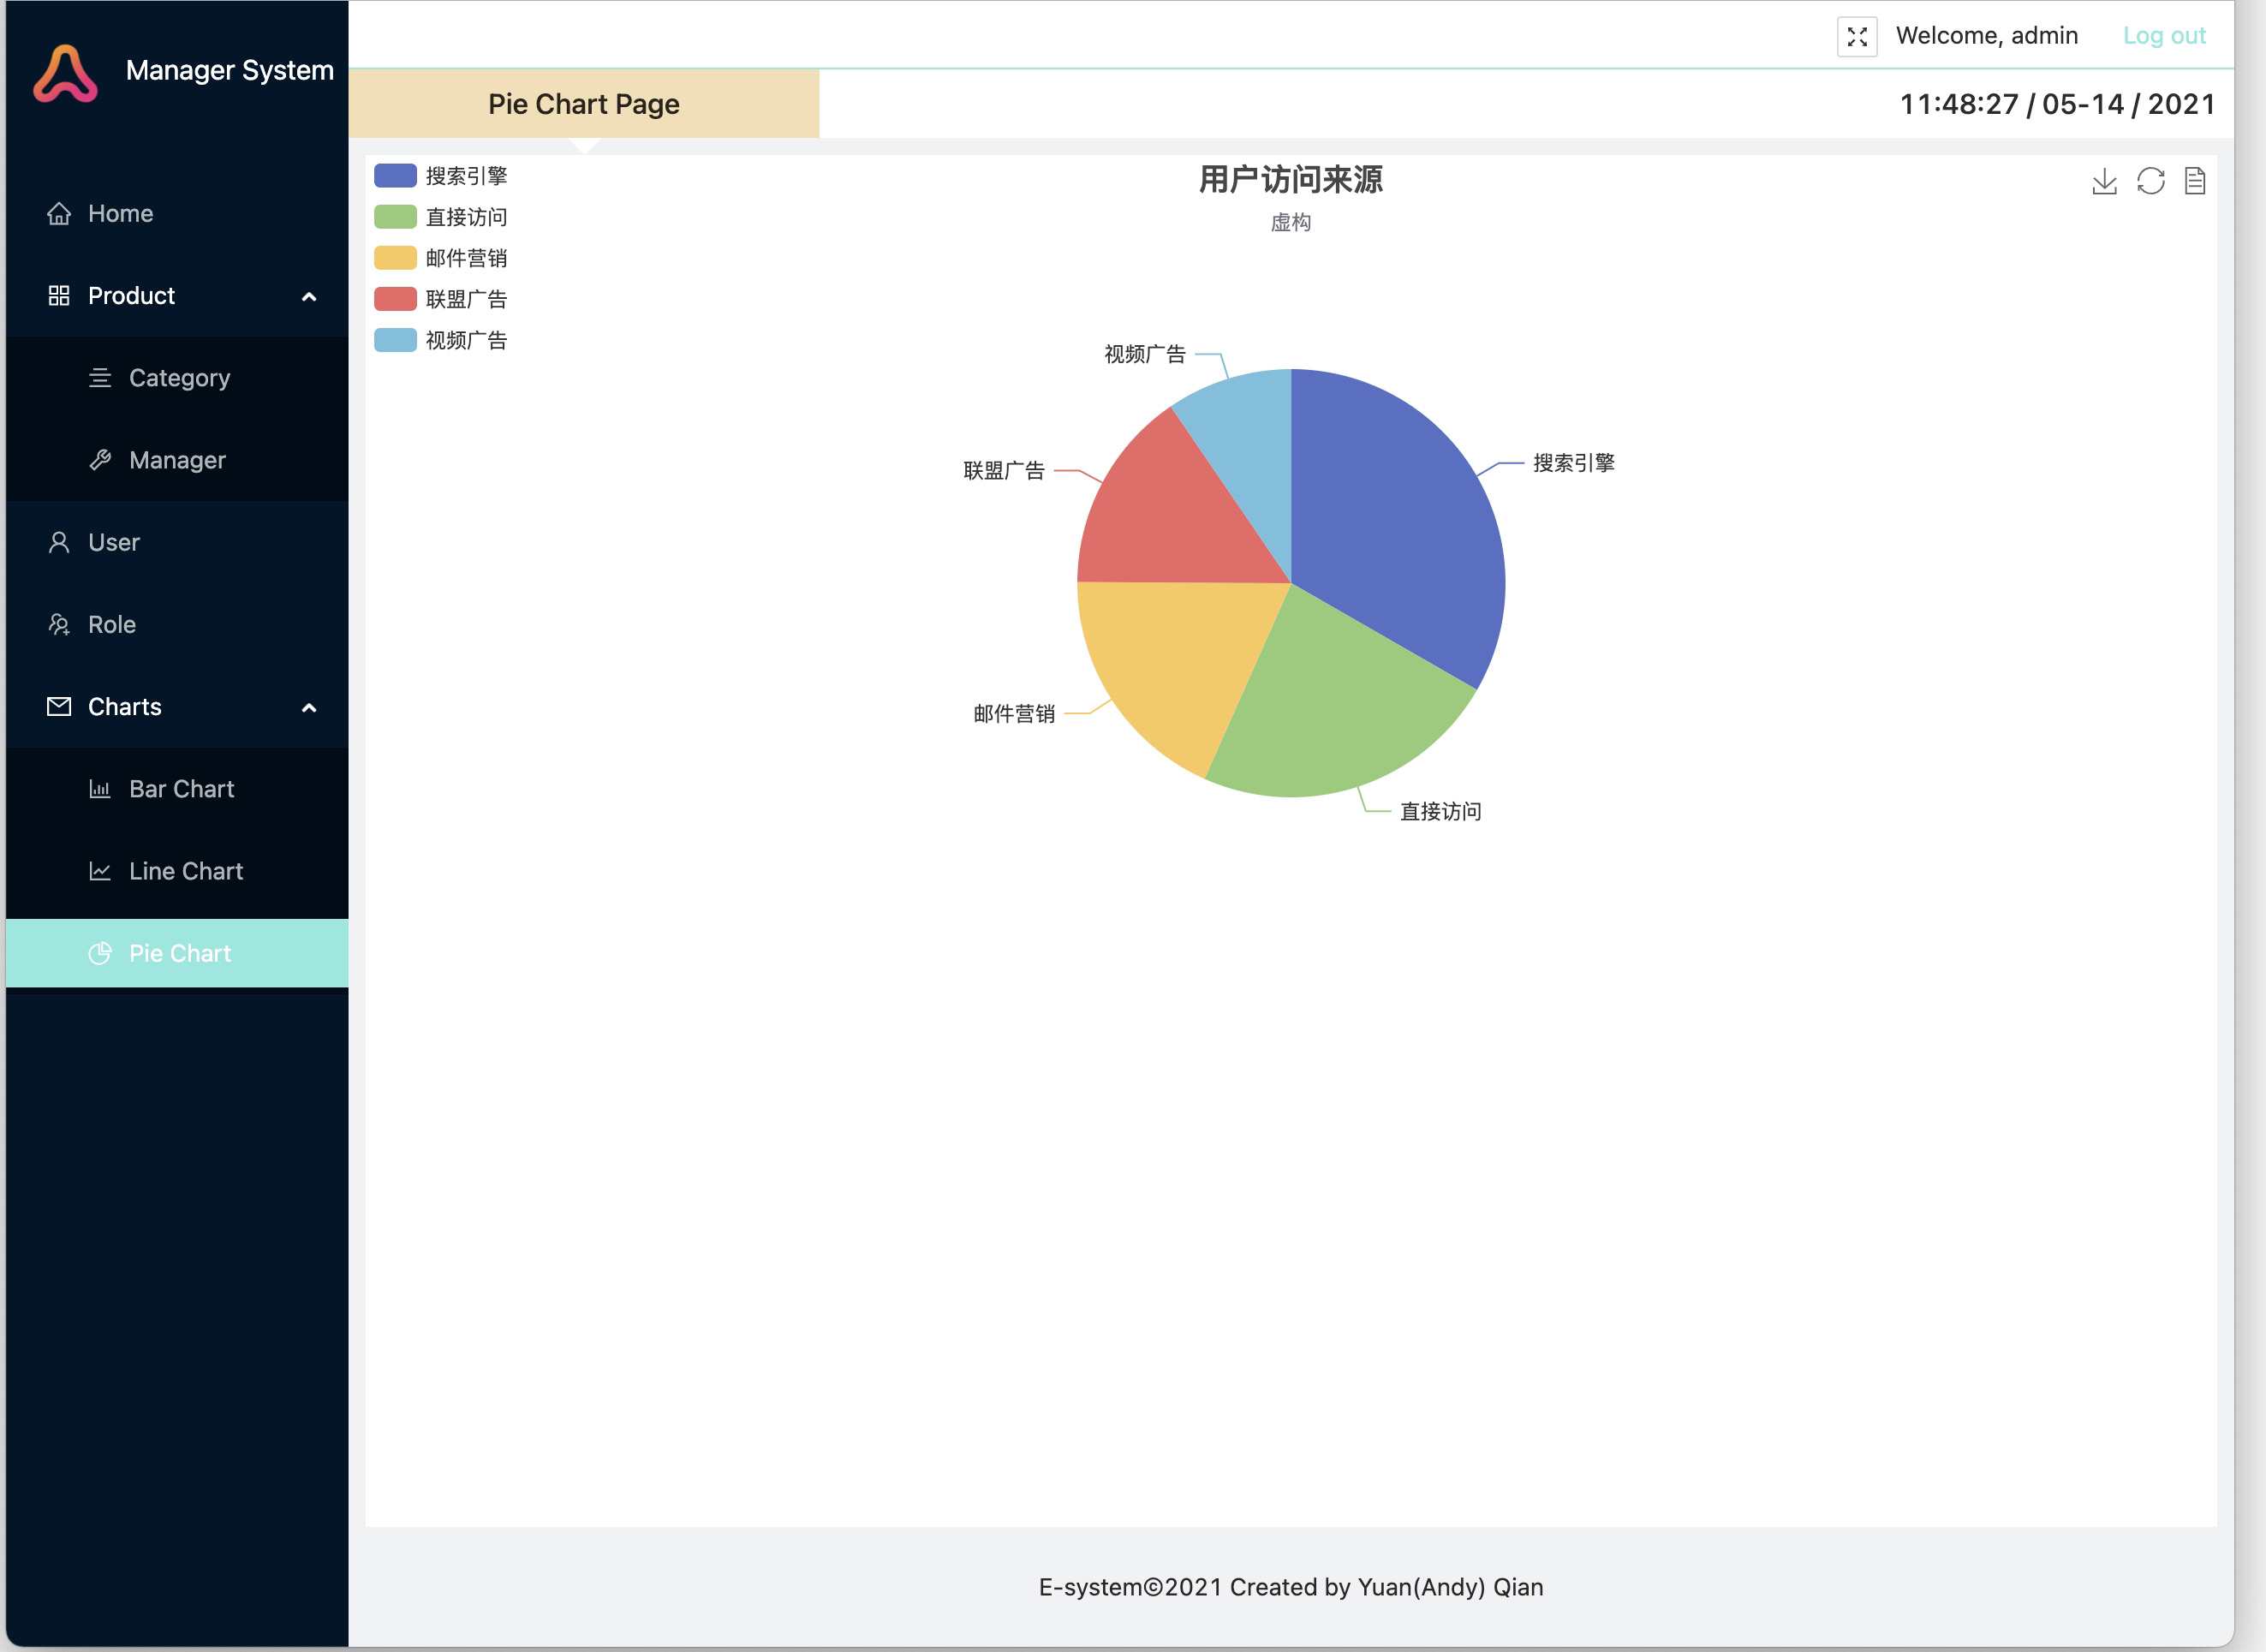 Manager System
Home
Product
Category
Manager
User
Role
Charts
Bar Chart
Line Chart
Pie Chart
Welcome, admin
Log out
Pie Chart Page
11:48:27 / 05-14 / 2021
搜索引擎
直接访问
邮件营销
联盟广告
视频广告
用户访问来源
虚构
视频广告
搜索引擎
联盟广告
邮件营销
直接访问
E-system©2021 Created by Yuan(Andy) Qian